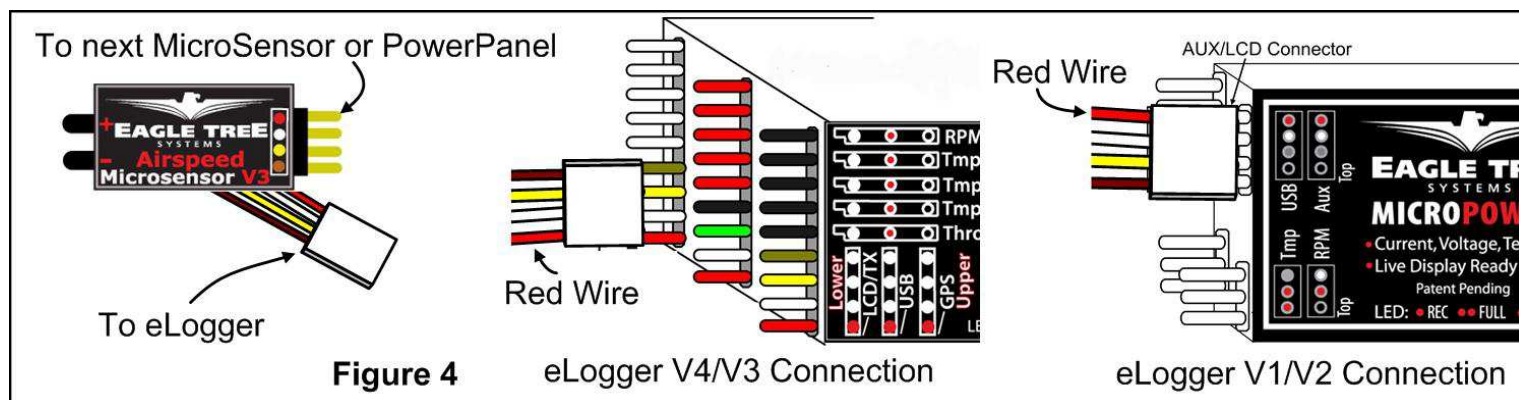 To next MicroSensor or PowerPanel
+ EAGLE TREE
SYSTEMS
Airspeed
- Microsensor V3
To eLogger
Figure 4
Red Wire
RPM
Tmp
Tmp
Tmp
Thro
Lower
/LCD/TX
/USB
/GPS
Upper
LE
eLogger V4/V3 Connection
AUX/LCD Connector
Red Wire
USB
Aux
Top
Tmp
RPM
Top
EAGLE TRE
SYSTEMS
MICROPOW
• Current, Voltage, Te
• Live Display Ready
Patent Pending
LED: • REC •• FULL
eLogger V1/V2 Connection